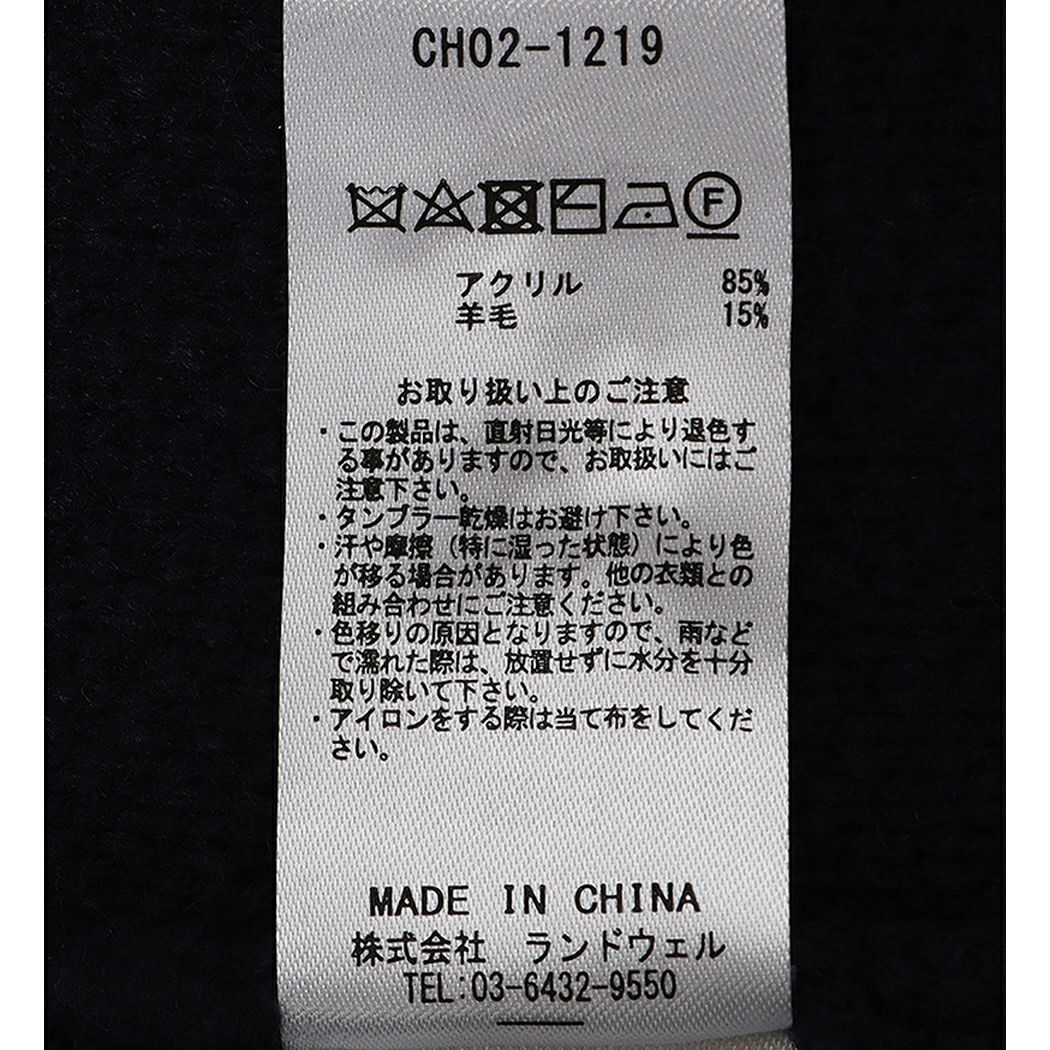 CH02-1219
F
アクリル 85%
羊毛 15%
お取り扱い上のご注意
・この製品は、直射日光等により退色す
る事がありますので、お取扱いにはご
注意下さい。
・タンブラー乾燥はお避け下さい。
・汗や摩擦（特に湿った状態）により色
が移る場合があります。他の衣類との
組み合わせにご注意ください。
・色移りの原因となりますので、雨など
で濡れた際は、放置せずに水分を十分
取り除いて下さい。
・アイロンをする際は当て布をしてくだ
さい。
MADE IN CHINA
株式会社 ランドウェル
TEL:03-6432-9550